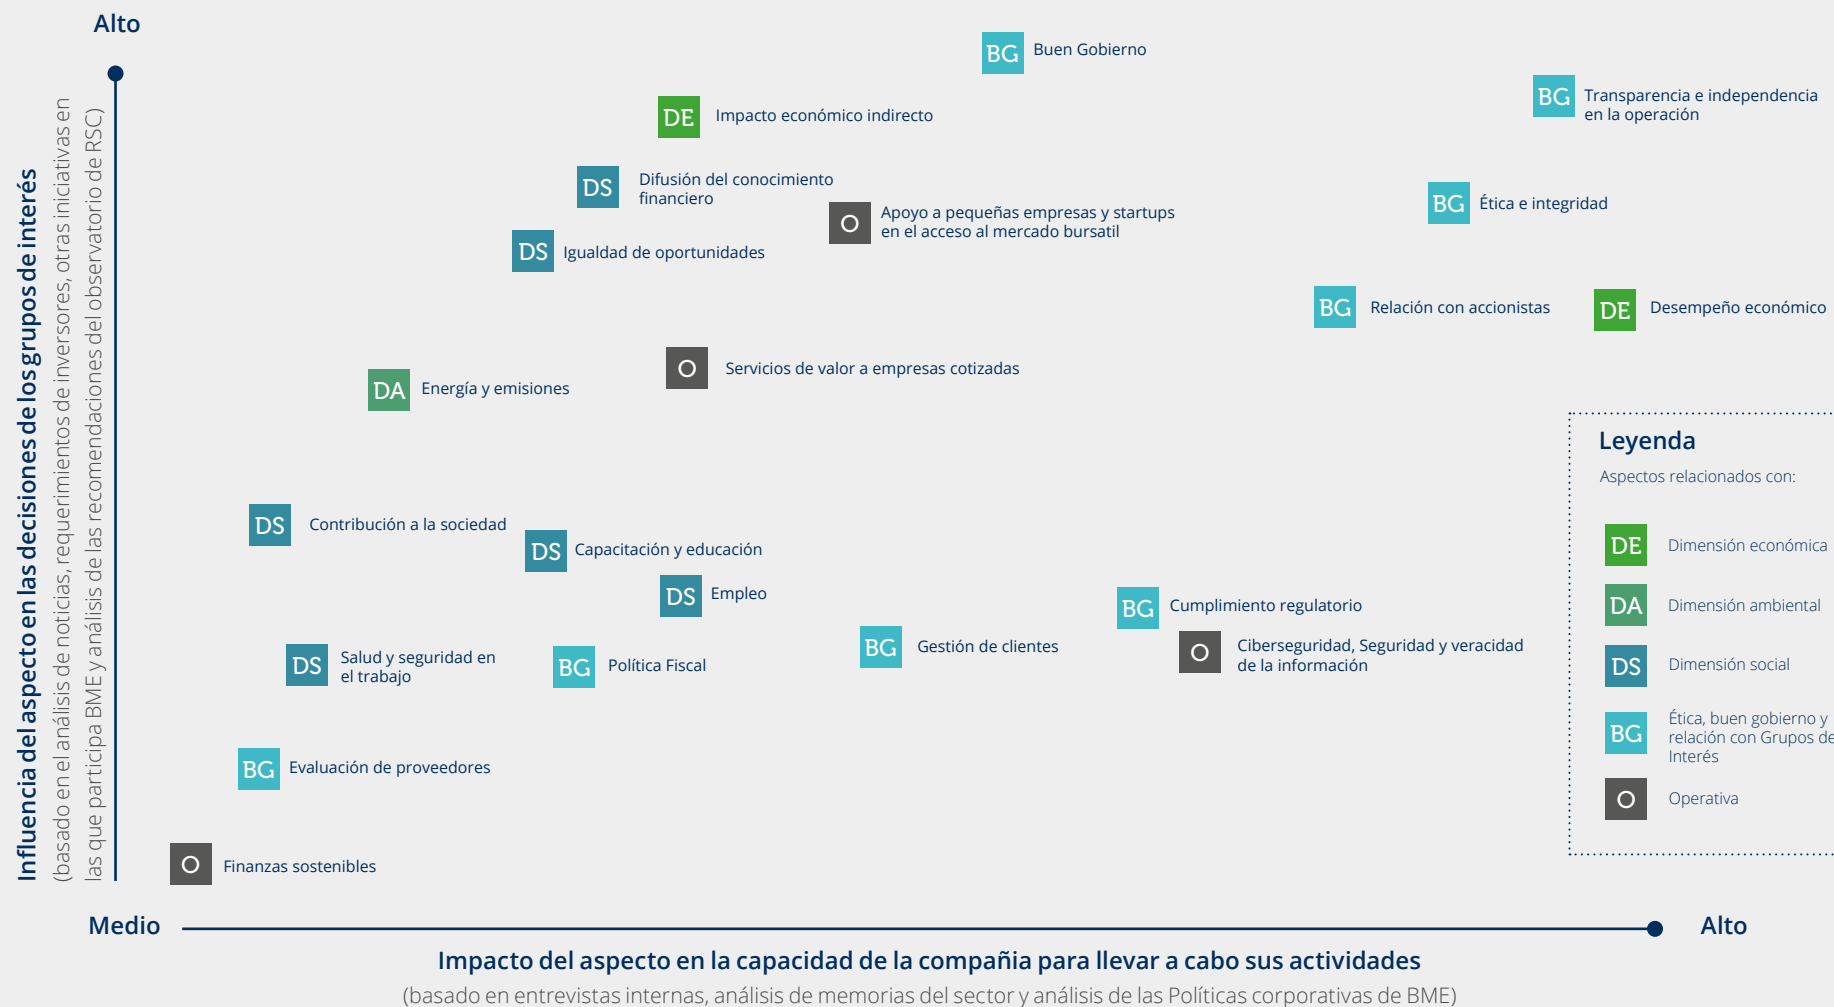 Alto
Influencia del aspecto en las decisiones de los grupos de interés
(basado en el análisis de noticias, requerimientos de inversores, otras iniciativas en
las que participa BME y análisis de las recomendaciones del observatorio de RSC)
BG Buen Gobierno
BG Transparencia e independencia
en la operación
DE Impacto económico indirecto
DS Difusión del conocimiento
financiero
BG Ética e integridad
O Apoyo a pequeñas empresas y startups
en el acceso al mercado bursatil
DS Igualdad de oportunidades
BG Relación con accionistas
DE Desempeño económico
O Servicios de valor a empresas cotizadas
DA Energía y emisiones
DS Contribución a la sociedad
DS Capacitación y educación
DS Empleo
BG Cumplimiento regulatorio
BG Gestión de clientes
O Ciberseguridad, Seguridad y veracidad
de la información
DS Salud y seguridad en
el trabajo
BG Política Fiscal
BG Evaluación de proveedores
O Finanzas sostenibles
Leyenda
Aspectos relacionados con:
DE Dimensión económica
DA Dimensión ambiental
DS Dimensión social
BG Ética, buen gobierno y
relación con Grupos de
Interés
O Operativa
Medio
Alto
Impacto del aspecto en la capacidad de la compañia para llevar a cabo sus actividades
(basado en entrevistas internas, análisis de memorias del sector y análisis de las Políticas corporativas de BME)